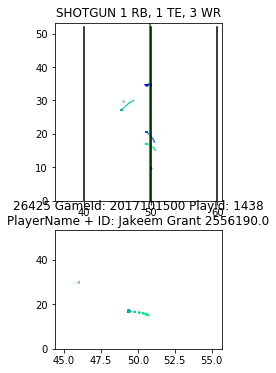 SHOTGUN 1 RB, 1 TE, 3 WR
50
40
30
20
10
0
40 50 60
26425 GameId: 2017101500 PlayId: 1438
PlayerName + ID: Jakeem Grant 2556190.0
40
20
0
45.0 47.5 50.0 52.5 55.0